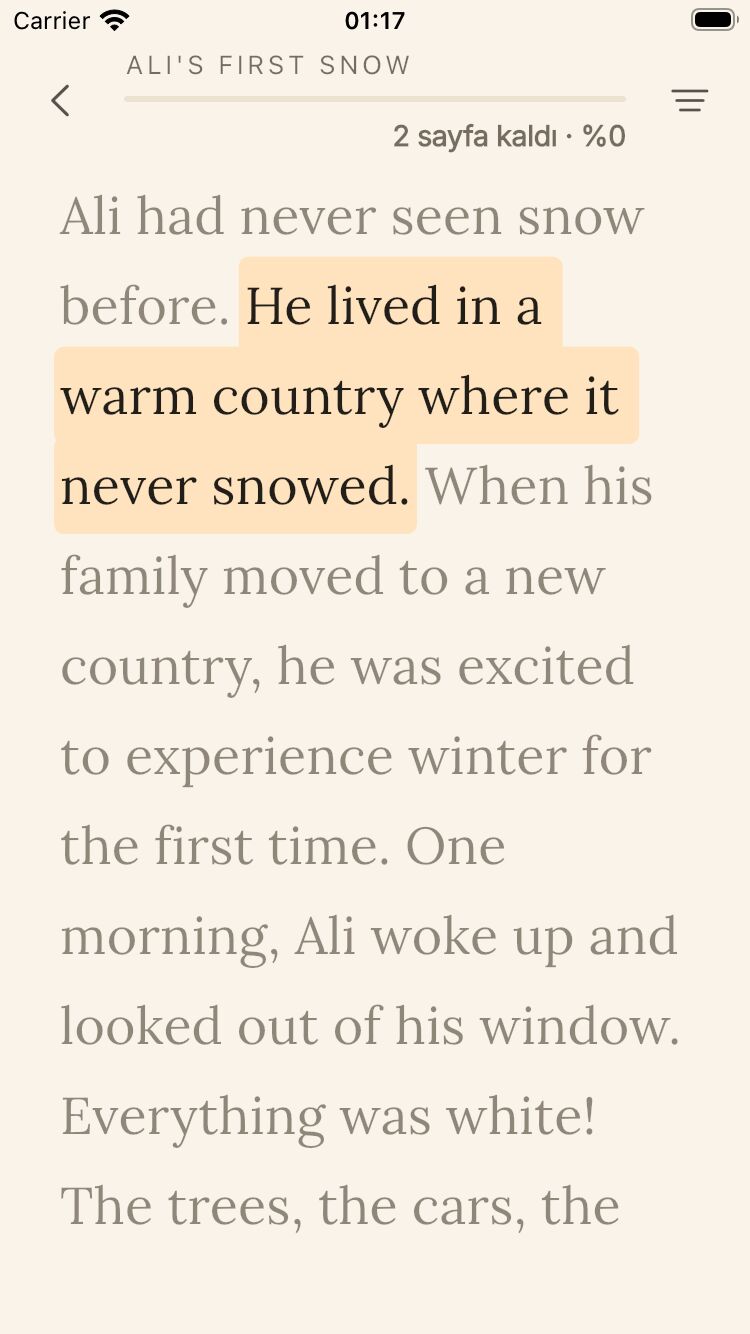 Carrier 01:17
ALI'S FIRST SNOW
2 sayfa kaldı · %0
Ali had never seen snow
before. He lived in a
warm country where it
never snowed. When his
family moved to a new
country, he was excited
to experience winter for
the first time. One
morning, Ali woke up and
looked out of his window.
Everything was white!
The trees, the cars, the